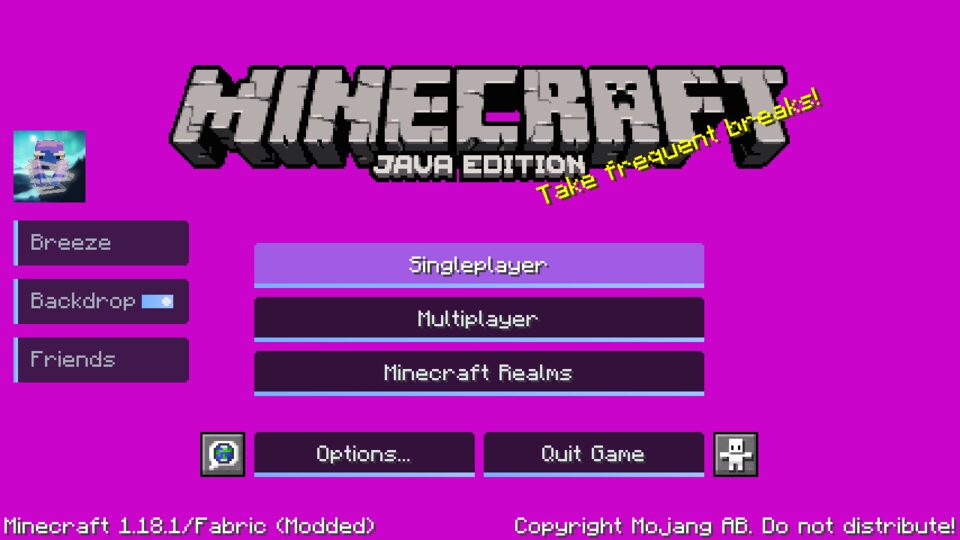 MINECRAFT
JAVA EDITION
Take frequent breaks!
Breeze
Backdrop
Friends
Singleplayer
Multiplayer
Minecraft Realms
Options...
Quit Game
Minecraft 1.18.1/Fabric (Modded)
Copyright Mojang AB. Do not distribute!